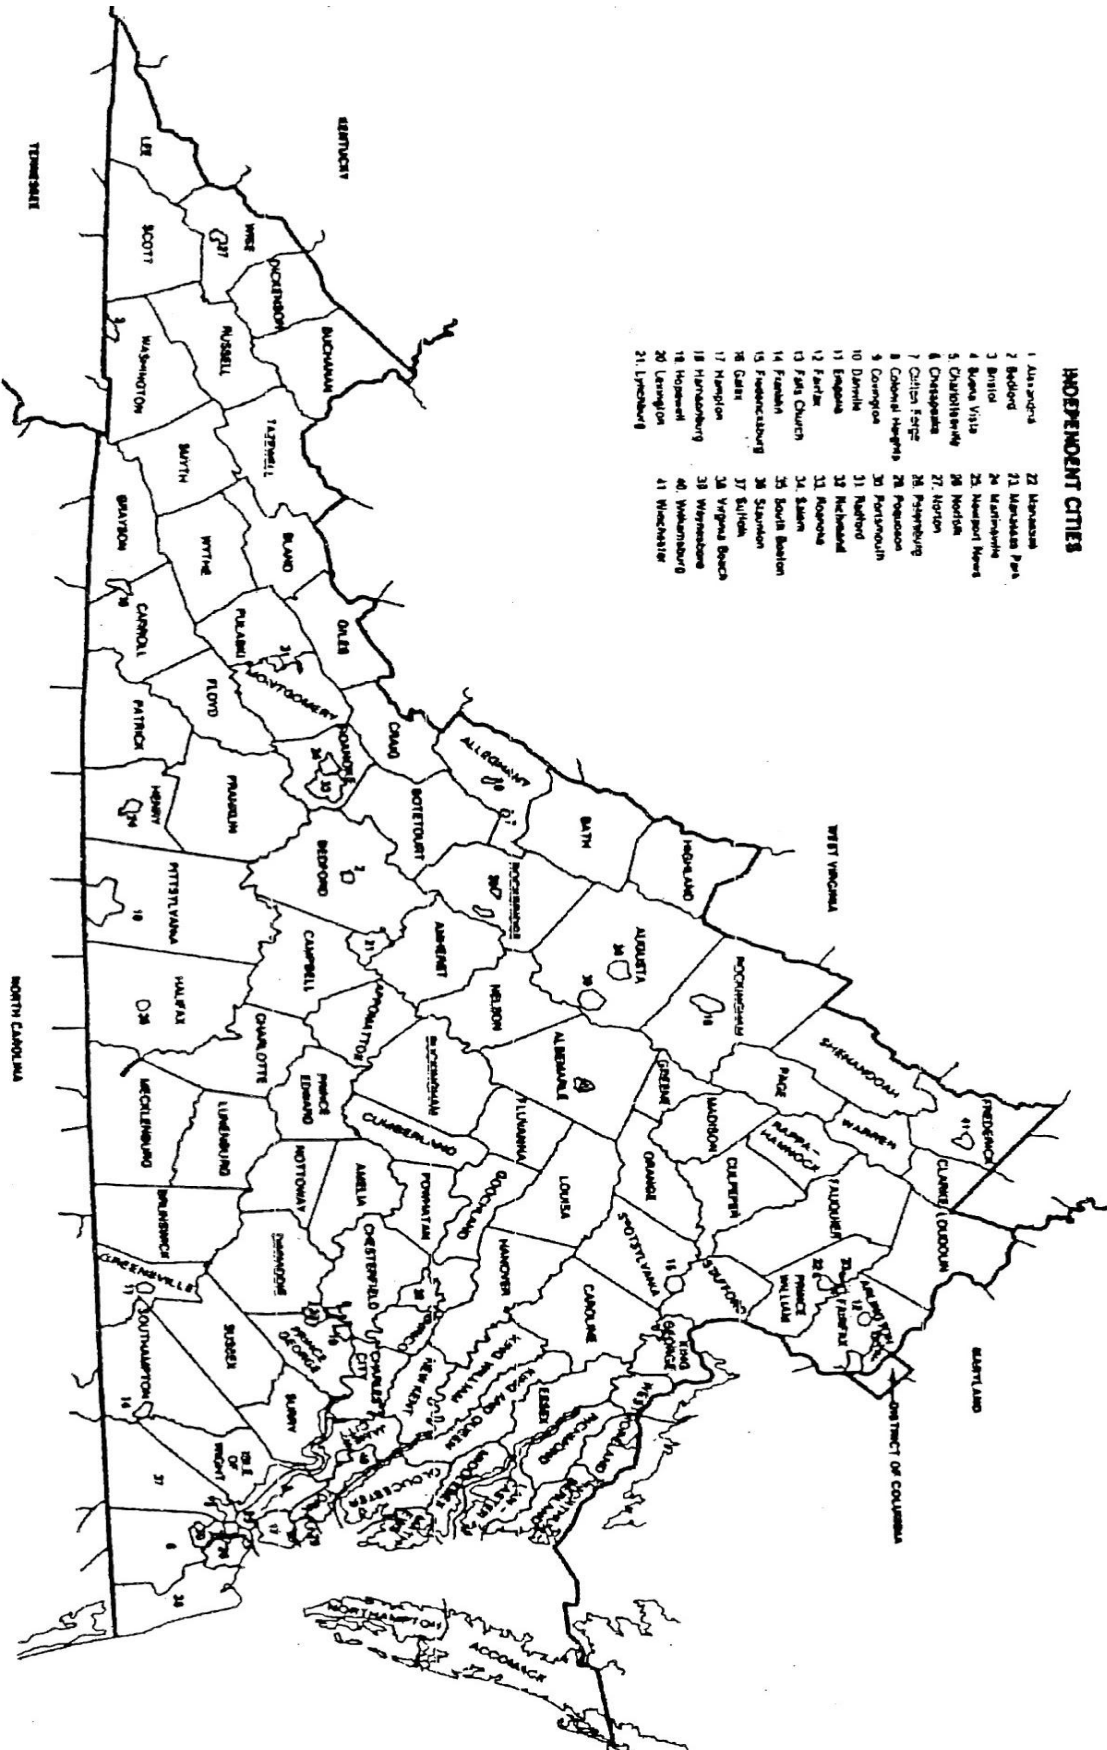 INDEPENDENT CITIES
1 Alexandria
2 Bedford
3 Bristol
4 Buena Vista
5. Charlottesville
6 Chesapeake
7 Clifton Forge
8 Colonial Heights
9 Covington
10 Danville
11 Emporia
12 Fairfax
13 Falls Church
14 Franklin
15 Fredericksburg
16 Galax
17 Hampton
18 Harrisonburg
19 Hopewell
20 Lexington
21. Lynchburg
22 Manassas
23. Manassas Park
24 Martinsville
25. Newport News
26 Norfolk
27. Norton
28. Petersburg
29. Poquoson
30 Portsmouth
31 Radford
32 Richmond
33. Roanoke
34. Salem
35 South Boston
36 Staunton
37 Suffolk
38 Virginia Beach
39 Waynesboro
40. Williamsburg
41 Winchester
KENTUCKY
WEST VIRGINIA
MARYLAND
DISTRICT OF COLUMBIA
TENNESSEE
NORTH CAROLINA
LEE
WISE
DICKENSON
BUCHANAN
SCOTT
RUSSELL
WASHINGTON
TAZEWELL
SMYTH
BLAND
WYTHE
GRAYSON
GILES
PULASKI
CARROLL
MONTGOMERY
FLOYD
PATRICK
CRAIG
ROANOKE
FRANKLIN
HENRY
ALLEGHANY
BOTETOURT
BEDFORD
PITTSYLVANIA
BATH
HIGHLAND
ROCKBRIDGE
AMHERST
CAMPBELL
HALIFAX
AUGUSTA
NELSON
APPOMATTOX
CHARLOTTE
ROCKINGHAM
ALBEMARLE
BUCKINGHAM
PRINCE
EDWARD
MECKLENBURG
LUNENBURG
SHENANDOAH
PAGE
GREENE
MADISON
FLUVANNA
CUMBERLAND
NOTTOWAY
AMELIA
POWHATAN
GOOCHLAND
LOUISA
ORANGE
CULPEPER
RAPPA-
HANNOCK
WARREN
FREDERICK
CLARKE
LOUDOUN
FAUQUIER
PRINCE
WILLIAM
FAIRFAX
ARLINGTON
STAFFORD
SPOTSYLVANIA
KING
GEORGE
CAROLINE
HANOVER
HENRICO
CHESTERFIELD
DINWIDDIE
BRUNSWICK
GREENSVILLE
SOUTHAMPTON
SUSSEX
PRINCE
GEORGE
SURRY
ISLE
OF
WIGHT
CHARLES
CITY
NEW KENT
KING WILLIAM
KING AND QUEEN
ESSEX
WESTMORELAND
RICHMOND
MIDDLESEX
GLOUCESTER
NORTHAMPTON
ACCOMACK